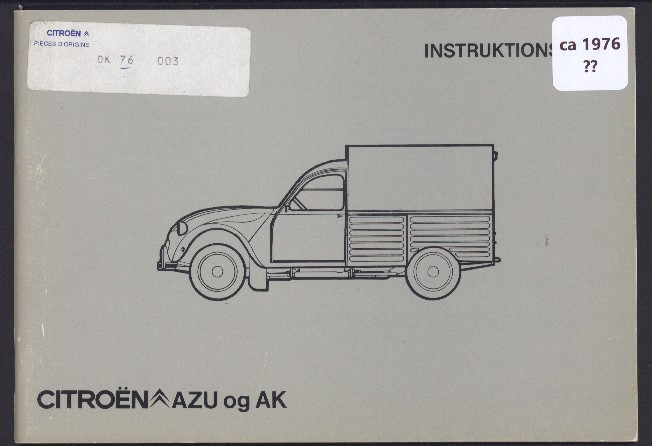 CITROËN
PIECES D'ORIGINE
DK 76 003
INSTRUKTIONS
ca 1976
??
CITROËN AZU og AK